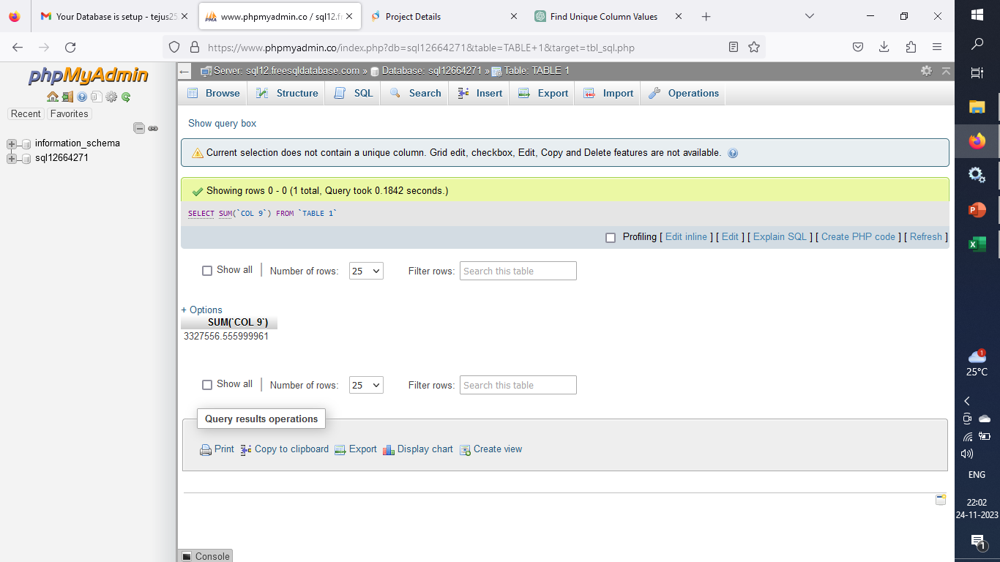 Your Database is setup - tejus25
www.phpmyadmin.co / sql12.fr
Project Details
Find Unique Column Values
https://www.phpmyadmin.co/index.php?db=sql12664271&table=TABLE+1&target=tbl_sql.php
phpMyAdmin
Recent
Favorites
information_schema
sql12664271
Server: sql12.freesqldatabase.com » Database: sql12664271 » Table: TABLE 1
Browse
Structure
SQL
Search
Insert
Export
Import
Operations
Show query box
Current selection does not contain a unique column. Grid edit, checkbox, Edit, Copy and Delete features are not available.
Showing rows 0 - 0 (1 total, Query took 0.1842 seconds.)
SELECT SUM(`COL 9`) FROM `TABLE 1`
Profiling [ Edit inline ] [ Edit ] [ Explain SQL ] [ Create PHP code ] [ Refresh ]
Show all
Number of rows: 25
Filter rows: Search this table
+ Options
SUM(`COL 9`)
3327556.555999961
Show all
Number of rows: 25
Filter rows: Search this table
Query results operations
Print
Copy to clipboard
Export
Display chart
Create view
Console
1
25°C
ENG
22:02
24-11-2023
1